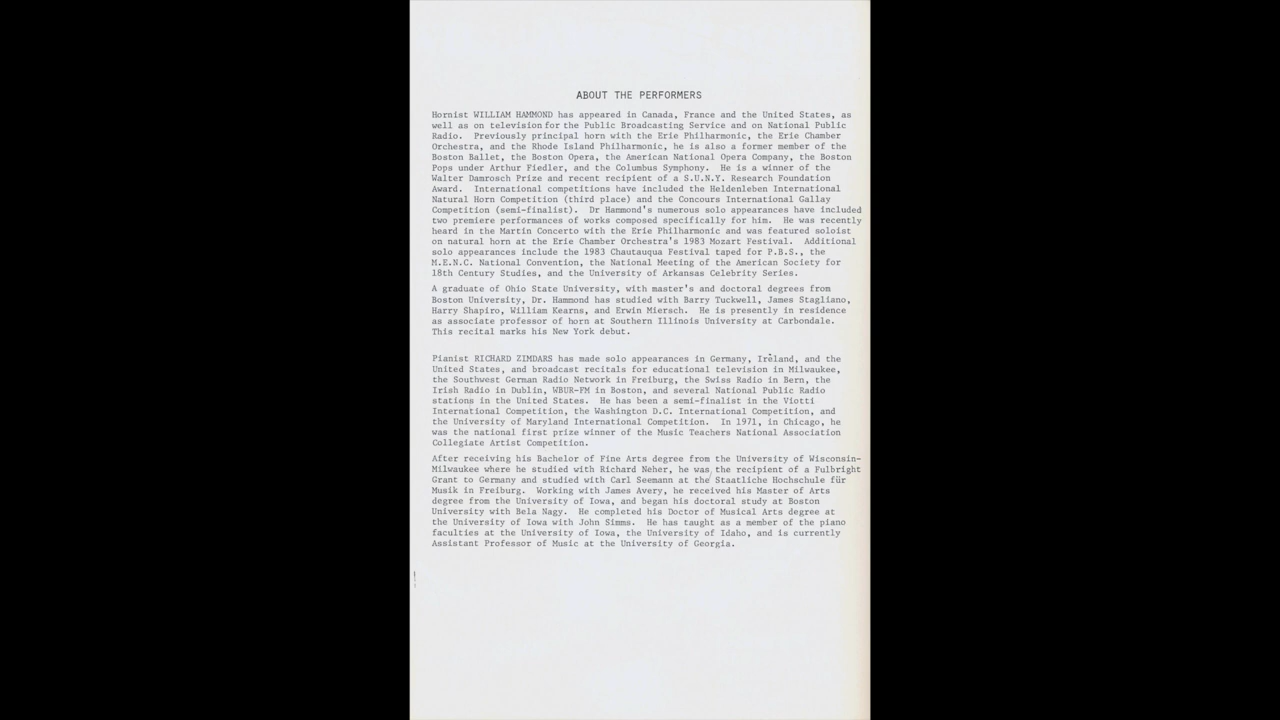 ABOUT THE PERFORMERS
Hornist WILLIAM HAMMOND has appeared in Canada, France and the United States, as
well as on television for the Public Broadcasting Service and on National Public
Radio.  Previously principal horn with the Erie Philharmonic, the Erie Chamber
Orchestra, and the Rhode Island Philharmonic, he is also a former member of the
Boston Ballet, the Boston Opera, the American National Opera Company, the Boston
Pops under Arthur Fiedler, and the Columbus Symphony.  He is a winner of the
Walter Damrosch Prize and recent recipient of a S.U.N.Y. Research Foundation
Award.  International competitions have included the Heldenleben International
Natural Horn Competition (third place) and the Concours International Gallay
Competition (semi-finalist).  Dr Hammond's numerous solo appearances have included
two premiere performances of works composed specifically for him.  He was recently
heard in the Martin Concerto with the Erie Philharmonic and was featured soloist
on natural horn at the Erie Chamber Orchestra's 1983 Mozart Festival.  Additional
solo appearances include the 1983 Chautauqua Festival taped for P.B.S., the
M.E.N.C. National Convention, the National Meeting of the American Society for
18th Century Studies, and the University of Arkansas Celebrity Series.
A graduate of Ohio State University, with master's and doctoral degrees from
Boston University, Dr. Hammond has studied with Barry Tuckwell, James Stagliano,
Harry Shapiro, William Kearns, and Erwin Miersch.  He is presently in residence
as associate professor of horn at Southern Illinois University at Carbondale.
This recital marks his New York debut.
Pianist RICHARD ZIMDARS has made solo appearances in Germany, Ireland, and the
United States, and broadcast recitals for educational television in Milwaukee,
the Southwest German Radio Network in Freiburg, the Swiss Radio in Bern, the
Irish Radio in Dublin, WBUR-FM in Boston, and several National Public Radio
stations in the United States.  He has been a semi-finalist in the Viotti
International Competition, the Washington D.C. International Competition, and
the University of Maryland International Competition.  In 1971, in Chicago, he
was the national first prize winner of the Music Teachers National Association
Collegiate Artist Competition.
After receiving his Bachelor of Fine Arts degree from the University of Wisconsin-
Milwaukee where he studied with Richard Neher, he was the recipient of a Fulbright
Grant to Germany and studied with Carl Seemann at the Staatliche Hochschule für
Musik in Freiburg.  Working with James Avery, he received his Master of Arts
degree from the University of Iowa, and began his doctoral study at Boston
University with Bela Nagy.  He completed his Doctor of Musical Arts degree at
the University of Iowa with John Simms.  He has taught as a member of the piano
faculties at the University of Iowa, the University of Idaho, and is currently
Assistant Professor of Music at the University of Georgia.